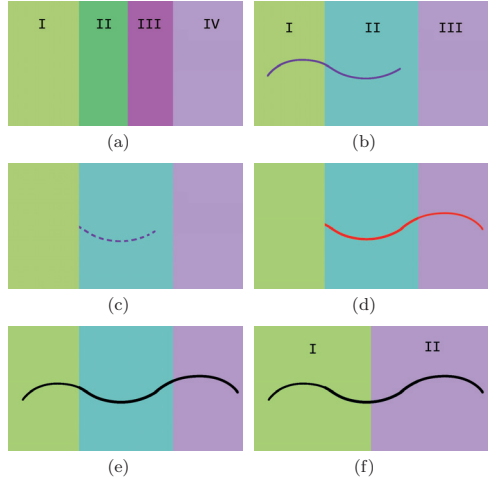 I II III IV
I II III
(a) (b)
(c) (d)
I II
(e) (f)